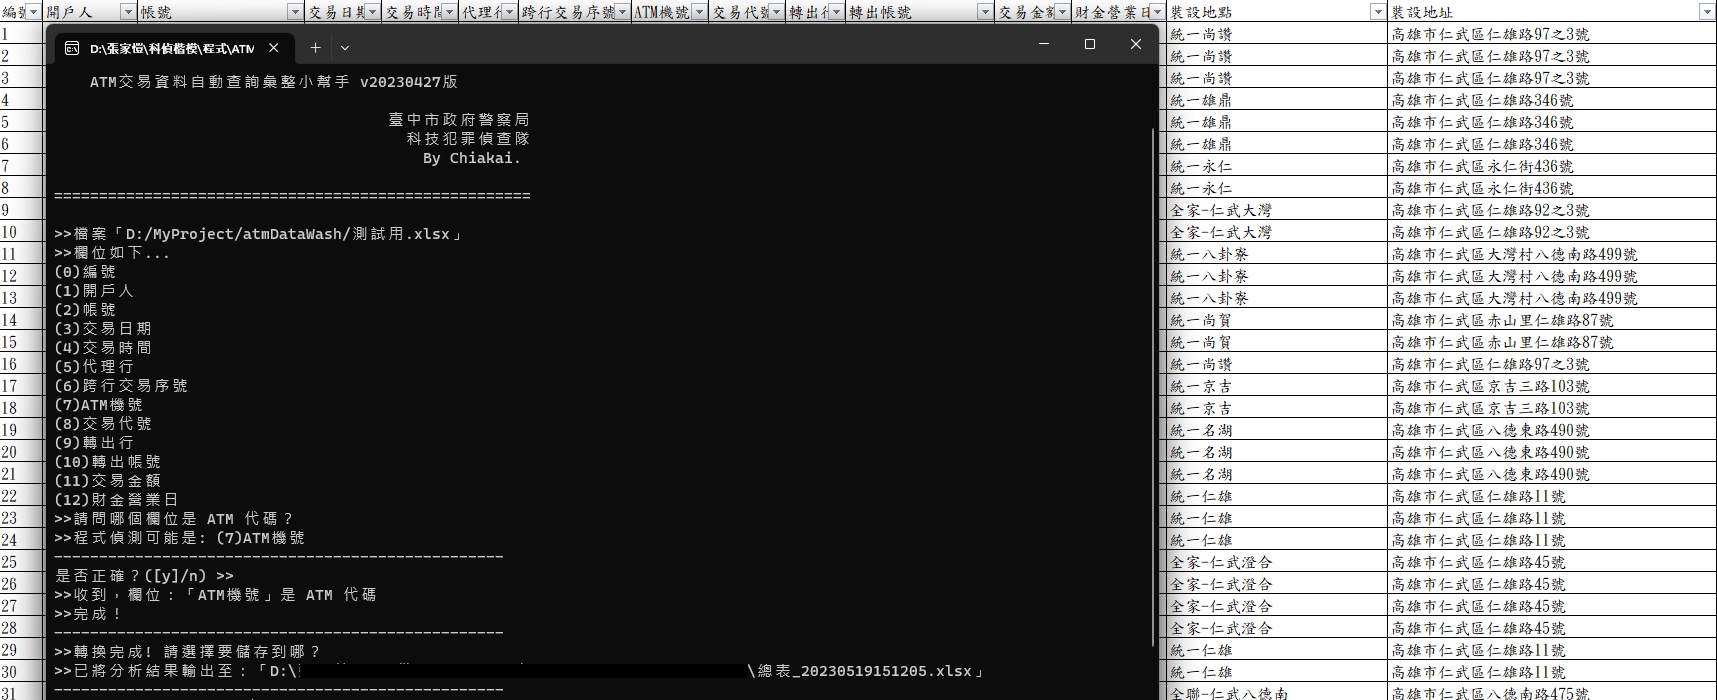 編號 開戶人 帳號 交易日期 交易時間 代理行 跨行交易序號 ATM機號 交易代號 轉出行 轉出帳號 交易金額 財金營業日 裝設地點 裝設地址
D:\張家愷\科偵楷模\程式\ATM
ATM交易資料自動查詢彙整小幫手 v20230427版
臺中市政府警察局
科技犯罪偵查隊
By Chiakai.
=====================================================
>>檔案「D:/MyProject/atmDataWash/測試用.xlsx」
>>欄位如下...
(0)編號
(1)開戶人
(2)帳號
(3)交易日期
(4)交易時間
(5)代理行
(6)跨行交易序號
(7)ATM機號
(8)交易代號
(9)轉出行
(10)轉出帳號
(11)交易金額
(12)財金營業日
>>請問哪個欄位是 ATM 代碼？
>>程式偵測可能是: (7)ATM機號
--------------------------------------------------
是否正確？([y]/n) >>
>>收到，欄位：「ATM機號」是 ATM 代碼
>>完成！
--------------------------------------------------
>>轉換完成! 請選擇要儲存到哪？
>>已將分析結果輸出至：「D:\ \總表_20230519151205.xlsx」
--------------------------------------------------
1 統一尚讚 高雄市仁武區仁雄路97之3號
2 統一尚讚 高雄市仁武區仁雄路97之3號
3 統一尚讚 高雄市仁武區仁雄路97之3號
4 統一雄鼎 高雄市仁武區仁雄路346號
5 統一雄鼎 高雄市仁武區仁雄路346號
6 統一雄鼎 高雄市仁武區仁雄路346號
7 統一永仁 高雄市仁武區永仁街436號
8 統一永仁 高雄市仁武區永仁街436號
9 全家-仁武大灣 高雄市仁武區仁雄路92之3號
10 全家-仁武大灣 高雄市仁武區仁雄路92之3號
11 統一八卦寮 高雄市仁武區大灣村八德南路499號
12 統一八卦寮 高雄市仁武區大灣村八德南路499號
13 統一八卦寮 高雄市仁武區大灣村八德南路499號
14 統一尚賀 高雄市仁武區赤山里仁雄路87號
15 統一尚賀 高雄市仁武區赤山里仁雄路87號
16 統一尚讚 高雄市仁武區仁雄路97之3號
17 統一京吉 高雄市仁武區京吉三路103號
18 統一京吉 高雄市仁武區京吉三路103號
19 統一名湖 高雄市仁武區八德東路490號
20 統一名湖 高雄市仁武區八德東路490號
21 統一名湖 高雄市仁武區八德東路490號
22 統一仁雄 高雄市仁武區仁雄路11號
23 統一仁雄 高雄市仁武區仁雄路11號
24 統一仁雄 高雄市仁武區仁雄路11號
25 全家-仁武澄合 高雄市仁武區仁雄路45號
26 全家-仁武澄合 高雄市仁武區仁雄路45號
27 全家-仁武澄合 高雄市仁武區仁雄路45號
28 全家-仁武澄合 高雄市仁武區仁雄路45號
29 統一仁雄 高雄市仁武區仁雄路11號
30 統一仁雄 高雄市仁武區仁雄路11號
31 全聯-仁武八德南 高雄市仁武區八德南路475號